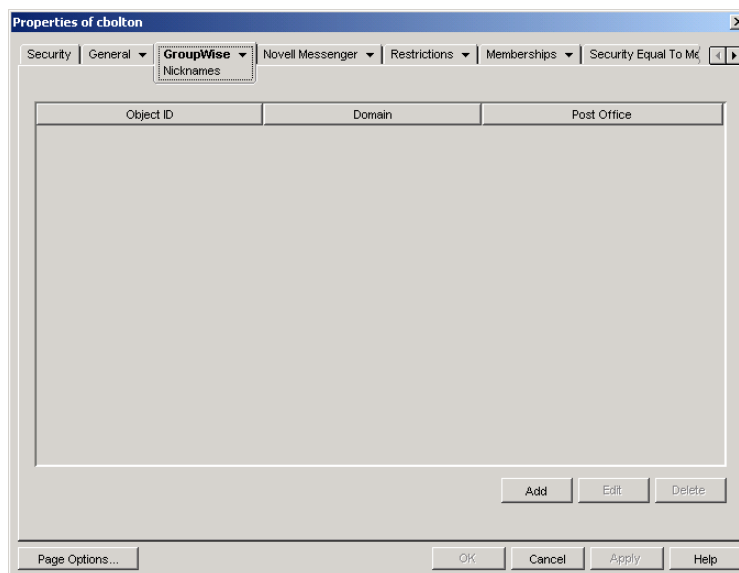 Properties of cbolton
Security General GroupWise Novell Messenger Restrictions Memberships Security Equal To Me
Nicknames
Object ID Domain Post Office
Add Edit Delete
Page Options... OK Cancel Apply Help